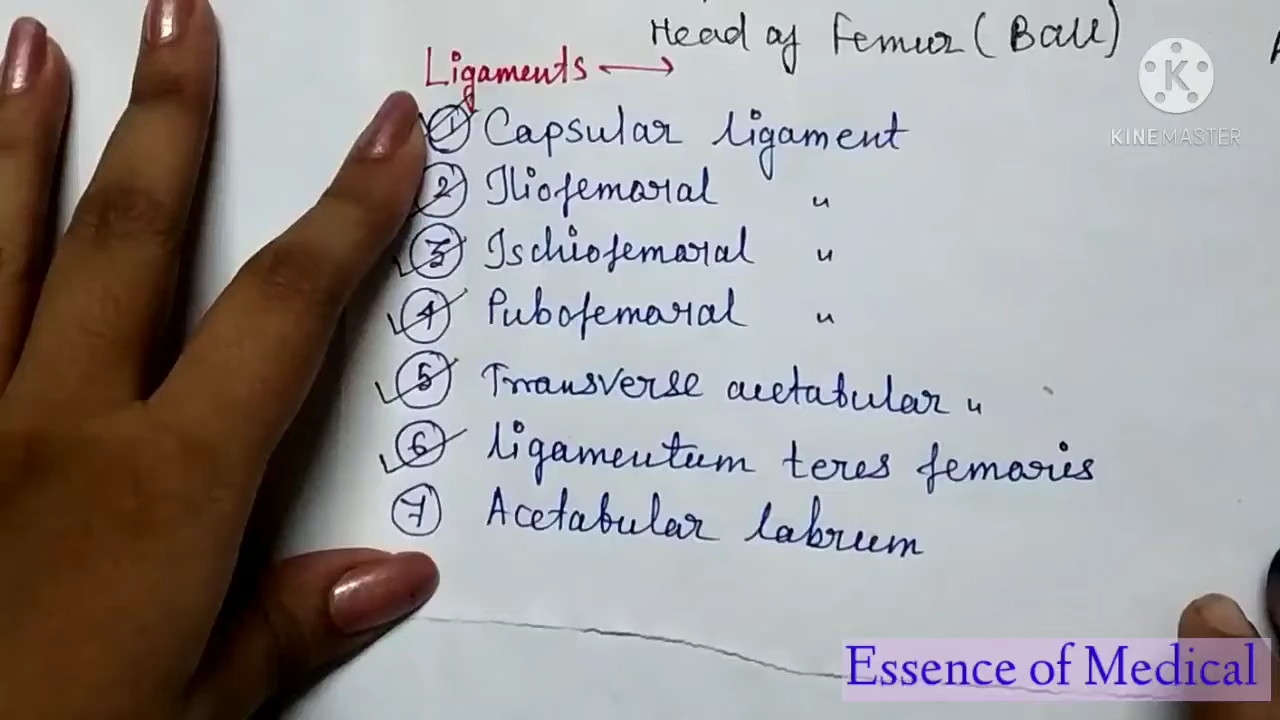 Head of Femur (Ball)
Ligaments →
① Capsular ligament
② Iliofemoral "
③ Ischiofemoral "
④ Pubofemoral "
⑤ Transverse acetabular "
⑥ ligamentum teres femoris
⑦ Acetabular labrum
K
KINEMASTER
Essence of Medical